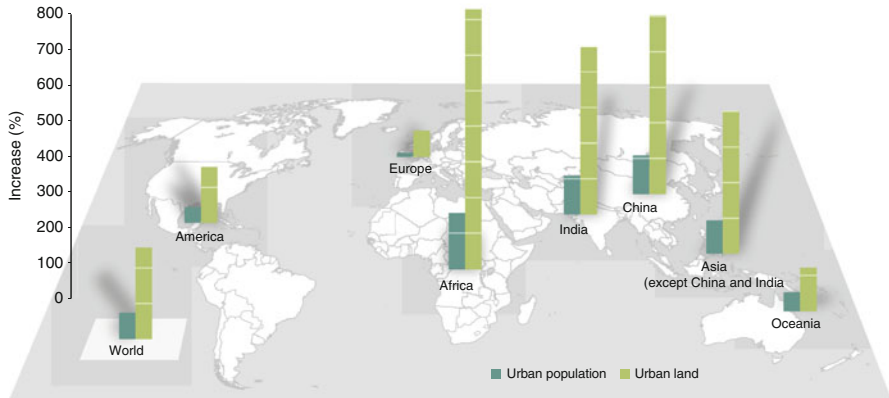 800
700
600
500
400
300
200
100
0
Increase (%)
Europe
America
Africa
India
China
Asia
(except China and India
Oceania
World
Urban population
Urban land